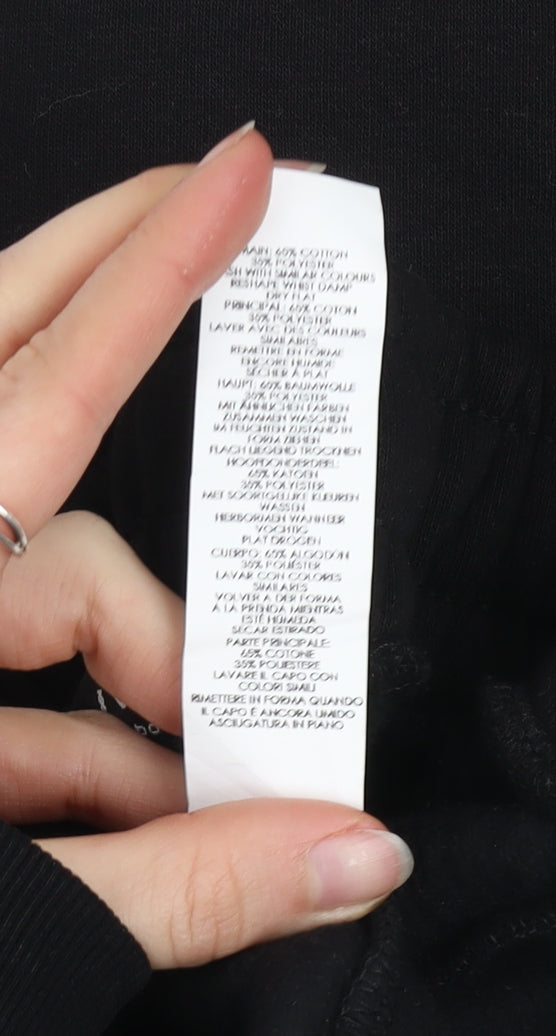 MAIN: 65% COTTON
35% POLYESTER
SH WITH SIMILAR COLOURS
RESHAPE WHIST DAMP
DRY FLAT
PRINCIPAL: 65% COTON
35% POLYESTER
LAVER AVEC DES COULEURS
SIMILAIRES
REMETTRE EN FORME
ENCORE HUMIDE
SÉCHER À PLAT
HAUPT: 65% BAUMWOLLE
35% POLYESTER
MIT ÄHNLICHEN FARBEN
ZUSAMMEN WASCHEN
IM FEUCHTEN ZUSTAND IN
FORM ZIEHEN
FLACH LIEGEND TROCKNEN
HOOFDONDERDEEL:
65% KATOEN
35% POLYESTER
MET SOORTGELIJKE KLEUREN
WASSEN
HERVORMEN WANNEER
VOCHTIG
PLAT DROGEN
CUERPO: 65% ALGODON
35% POLIÉSTER
LAVAR CON COLORES
SIMILARES
VOLVER A DER FORMA
A LA PRENDA MIENTRAS
ESTÉ HÚMEDA
SECAR ESTIRADO
PARTE PRINCIPALE:
65% COTONE
35% POLIESTERE
LAVARE IL CAPO CON
COLORI SIMILI
RIMETTERE IN FORMA QUANDO
IL CAPO È ANCORA UMIDO
ASCIUGATURA IN PIANO